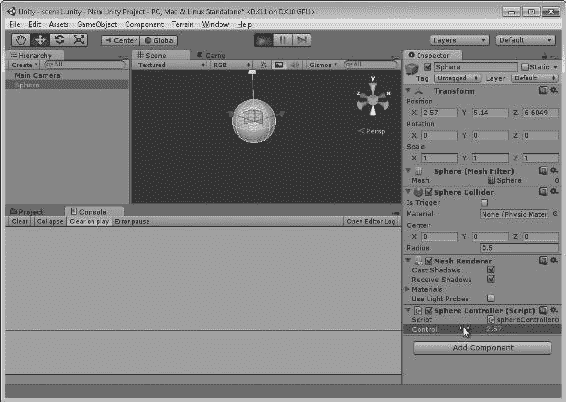 Unity - scene1.unity - New Unity Project - PC, Mac & Linux Standalone* <DX11 on DX10 GPU>
File Edit Assets GameObject Component Terrain Window Help
Center Global Layers Default
Hierarchy
Create All
Main Camera
Sphere
Scene Game
Textured RGB 2D Gizmos All
y
x
z
Persp
Project Console
Clear Collapse Clear on play Error pause Open Editor Log
Inspector
Sphere Static
Tag Untagged Layer Default
Transform
Position
X 2.57 Y 5.14 Z 6.6049
Rotation
X 0 Y 0 Z 0
Scale
X 1 Y 1 Z 1
Sphere (Mesh Filter)
Mesh Sphere
Sphere Collider
Is Trigger
Material None (Physic Mater
Center
X 0 Y 0 Z 0
Radius 0.5
Mesh Renderer
Cast Shadows
Receive Shadows
Materials
Use Light Probes
Sphere Controller (Script)
Script sphereController
Control 2.57
Add Component